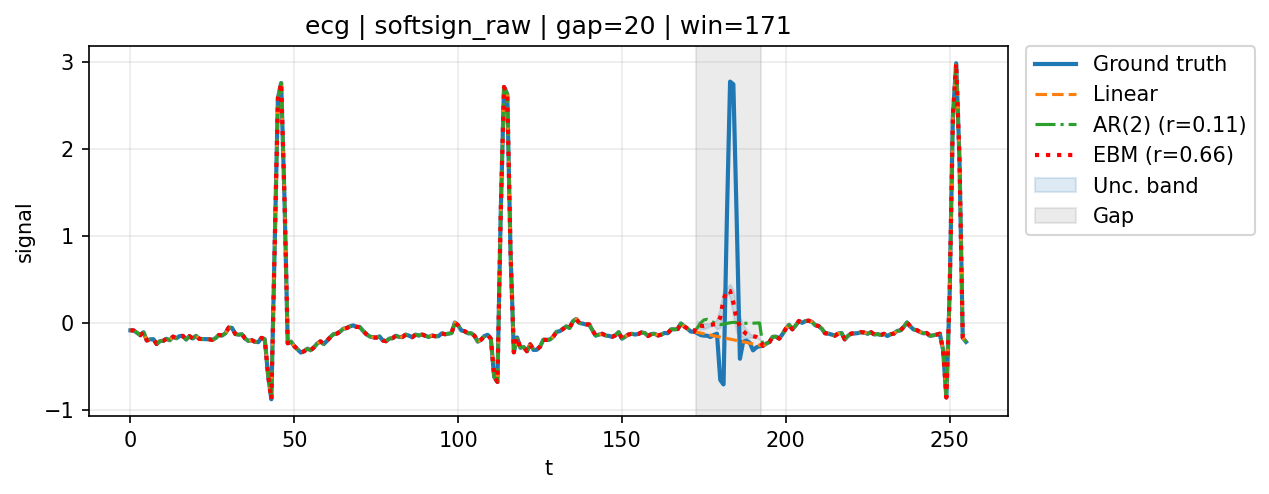 ecg | softsign_raw | gap=20 | win=171
Ground truth
Linear
AR(2) (r=0.11)
EBM (r=0.66)
Unc. band
Gap
signal
3
2
1
0
−1
0
50
100
150
200
250
t